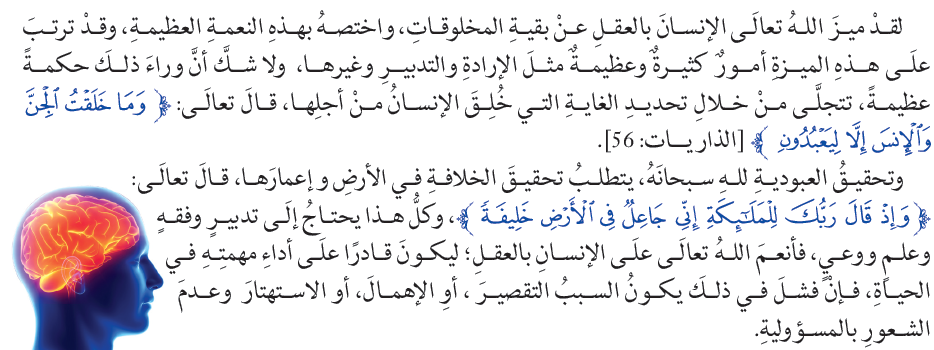 لقدْ ميزَ اللهُ تعالَى الإنسانَ بالعقلِ عنْ بقيةِ المخلوقاتِ، واختصهُ بهذهِ النعمةِ العظيمةِ، وقدْ ترتبَ
علَى هذهِ الميزةِ أمورٌ كثيرةٌ وعظيمةٌ مثلَ الإرادةِ والتدبيرِ وغيرِها، ولا شكَّ أنَّ وراءَ ذلكَ حكمةً
عظيمةً، تتجلَّى منْ خلالِ تحديدِ الغايةِ التي خُلِقَ الإنسانُ منْ أجلِها، قالَ تعالَى: ﴿ وَمَا خَلَقْتُ ٱلْجِنَّ
وَٱلْإِنسَ إِلَّا لِيَعْبُدُونِ ﴾ [الذاريات: 56].
وتحقيقُ العبوديةِ للهِ سبحانَهُ، يتطلبُ تحقيقَ الخلافةِ في الأرضِ وإعمارَها، قالَ تعالَى:
﴿ وَإِذْ قَالَ رَبُّكَ لِلْمَلَٰٓئِكَةِ إِنِّي جَاعِلٌ فِي ٱلْأَرْضِ خَلِيفَةً ﴾، وكلُّ هذا يحتاجُ إلَى تدبيرٍ وفقهٍ
وعلمٍ ووعيٍ، فأنعمَ اللهُ تعالَى علَى الإنسانِ بالعقلِ؛ ليكونَ قادرًا علَى أداءِ مهمتِهِ في
الحياةِ، فإنْ فشلَ في ذلكَ يكونُ السببُ التقصيرَ، أوِ الإهمالَ، أو الاستهتارَ وعدمَ
الشعورِ بالمسؤوليةِ.